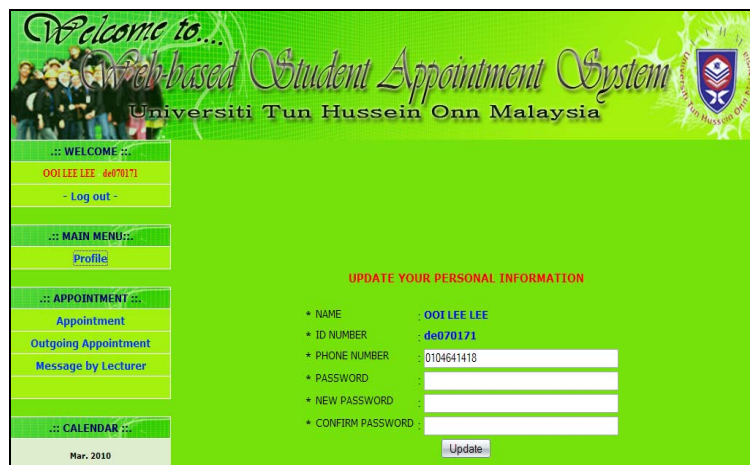 Welcome to....
Web-based Student Appointment System
Universiti Tun Hussein Onn Malaysia
.:: WELCOME ::.
OOI LEE LEE de070171
- Log out -
.:: MAIN MENU::.
Profile
.:: APPOINTMENT ::.
Appointment
Outgoing Appointment
Message by Lecturer
.:: CALENDAR ::.
Mar. 2010
UPDATE YOUR PERSONAL INFORMATION
* NAME : OOI LEE LEE
* ID NUMBER : de070171
* PHONE NUMBER : 0104641418
* PASSWORD :
* NEW PASSWORD :
* CONFIRM PASSWORD :
Update